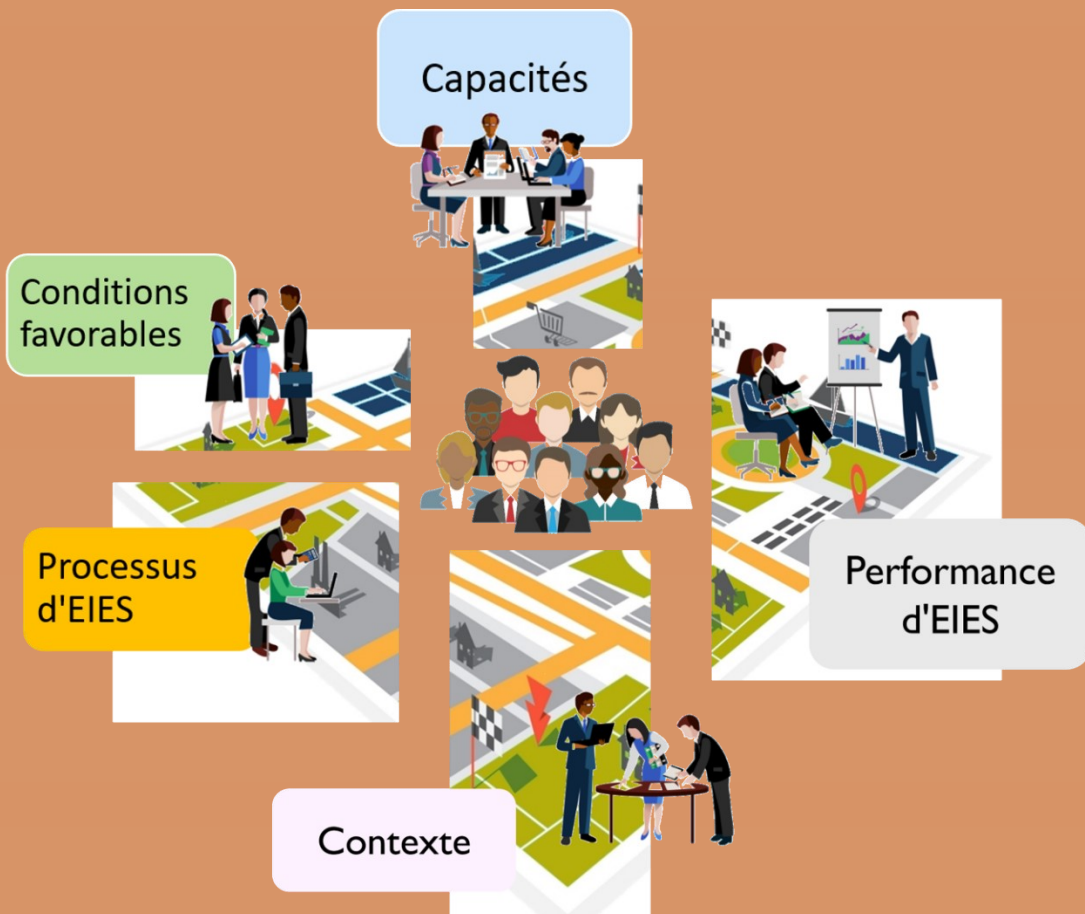 Capacités
Conditions
favorables
Processus
d'EIES
Performance
d'EIES
Contexte